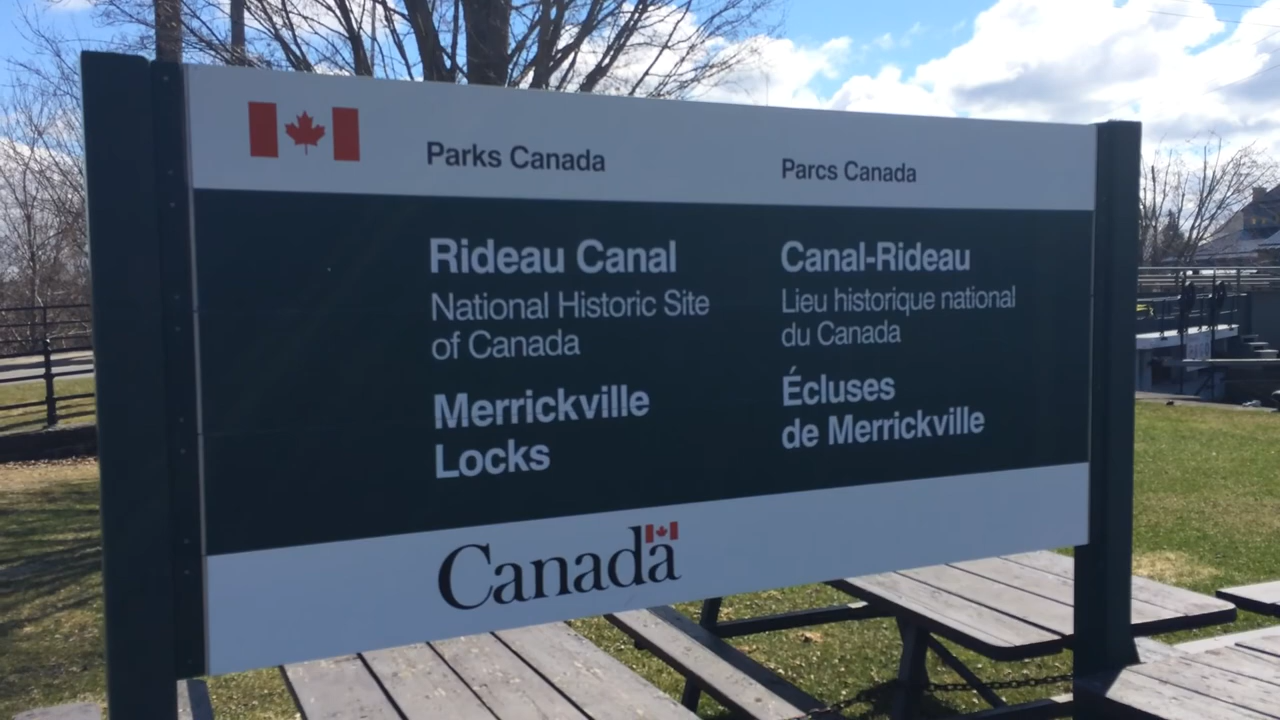 Parks Canada
Parcs Canada
Rideau Canal
National Historic Site
of Canada
Merrickville
Locks
Canal-Rideau
Lieu historique national
du Canada
Écluses
de Merrickville
Canada